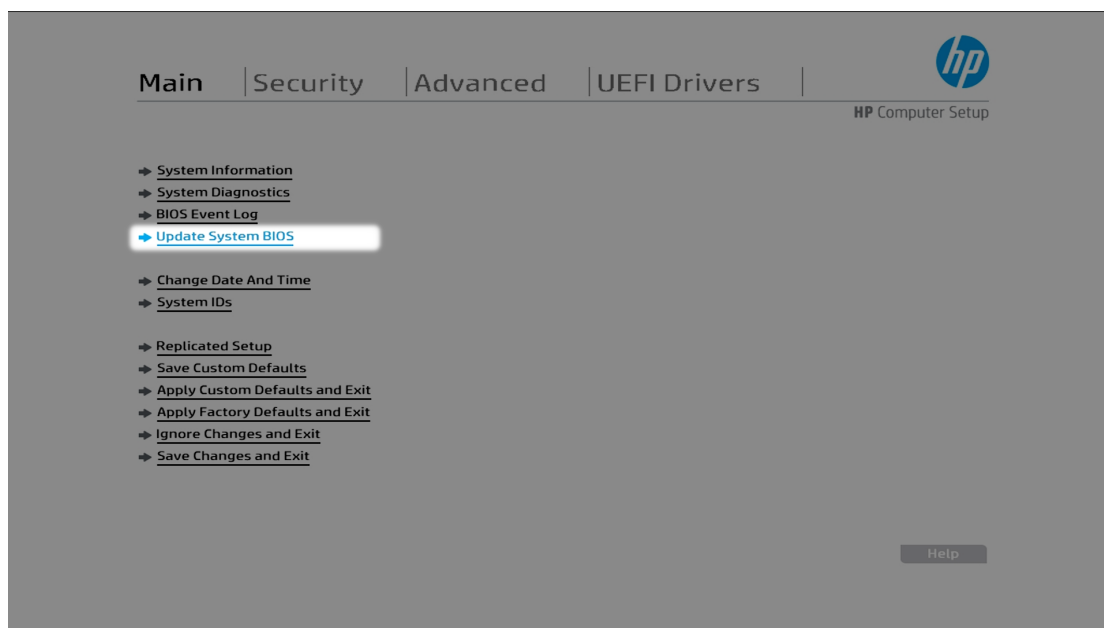 hp
Main Security Advanced UEFI Drivers
HP Computer Setup
System Information
System Diagnostics
BIOS Event Log
Update System BIOS
Change Date And Time
System IDs
Replicated Setup
Save Custom Defaults
Apply Custom Defaults and Exit
Apply Factory Defaults and Exit
Ignore Changes and Exit
Save Changes and Exit
Help